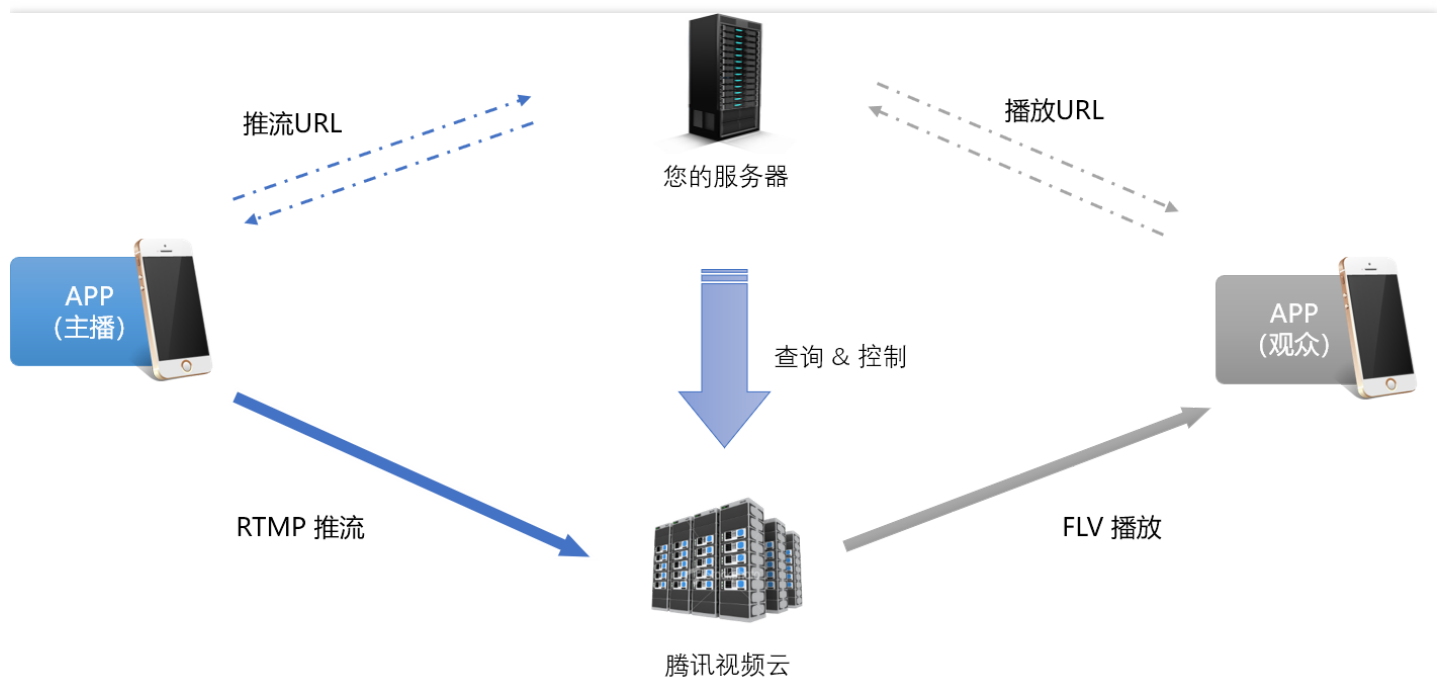 推流URL
播放URL
您的服务器
APP
(主播)
APP
(观众)
查询 & 控制
RTMP 推流
FLV 播放
腾讯视频云